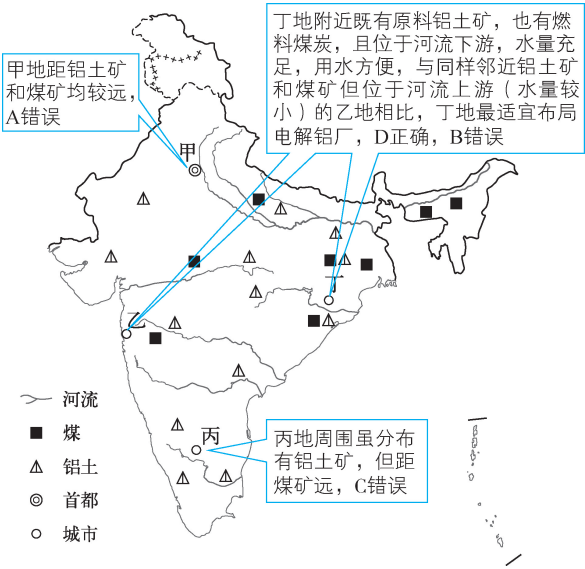 丁地附近既有原料铝土矿，也有燃
料煤炭，且位于河流下游，水量充
足，用水方便，与同样邻近铝土矿
和煤矿但位于河流上游（水量较
小）的乙地相比，丁地最适宜布局
电解铝厂，D正确，B错误
甲地距铝土矿
和煤矿均较远，
A错误
甲
丁
乙
丙
丙地周围虽分布
有铝土矿，但距
煤矿远，C错误
河流
煤
铝土
首都
城市